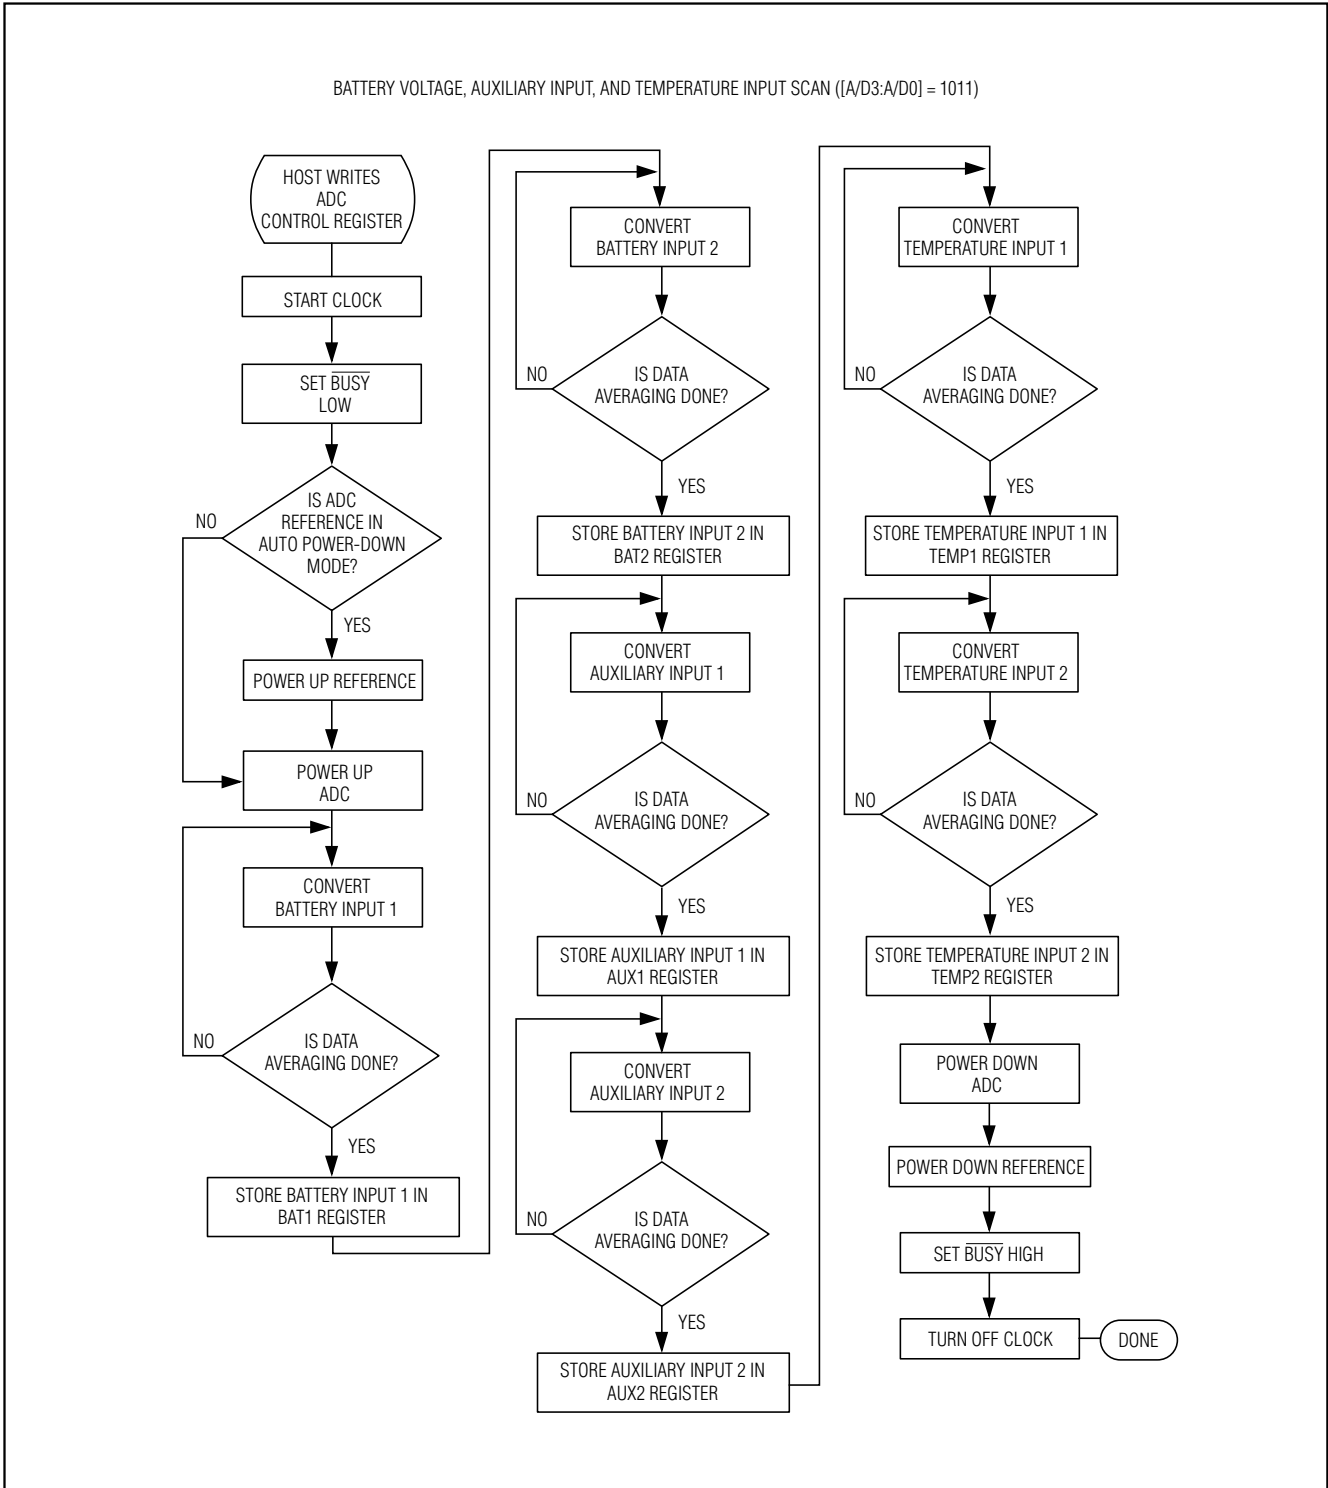 BATTERY VOLTAGE, AUXILIARY INPUT, AND TEMPERATURE INPUT SCAN ([A/D3:A/D0] = 1011)
HOST WRITES
ADC
CONTROL REGISTER
START CLOCK
SET B̅U̅S̅Y̅
LOW
IS ADC
REFERENCE IN
AUTO POWER-DOWN
MODE?
NO
YES
POWER UP REFERENCE
POWER UP
ADC
CONVERT
BATTERY INPUT 1
IS DATA
AVERAGING DONE?
NO
YES
STORE BATTERY INPUT 1 IN
BAT1 REGISTER
CONVERT
BATTERY INPUT 2
IS DATA
AVERAGING DONE?
NO
YES
STORE BATTERY INPUT 2 IN
BAT2 REGISTER
CONVERT
AUXILIARY INPUT 1
IS DATA
AVERAGING DONE?
NO
YES
STORE AUXILIARY INPUT 1 IN
AUX1 REGISTER
CONVERT
AUXILIARY INPUT 2
IS DATA
AVERAGING DONE?
NO
YES
STORE AUXILIARY INPUT 2 IN
AUX2 REGISTER
CONVERT
TEMPERATURE INPUT 1
IS DATA
AVERAGING DONE?
NO
YES
STORE TEMPERATURE INPUT 1 IN
TEMP1 REGISTER
CONVERT
TEMPERATURE INPUT 2
IS DATA
AVERAGING DONE?
NO
YES
STORE TEMPERATURE INPUT 2 IN
TEMP2 REGISTER
POWER DOWN
ADC
POWER DOWN REFERENCE
SET B̅U̅S̅Y̅ HIGH
TURN OFF CLOCK
DONE